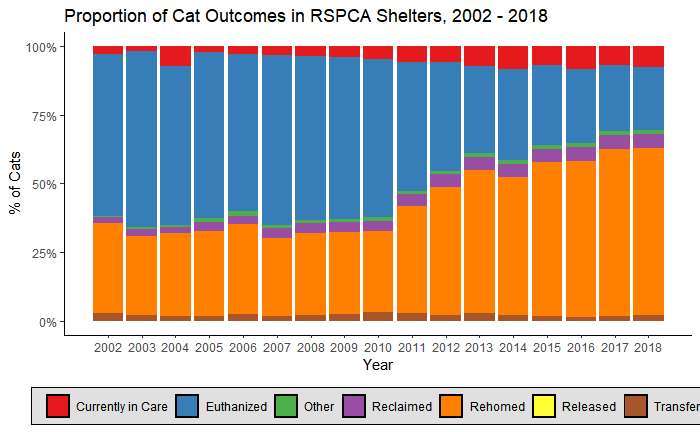 Proportion of Cat Outcomes in RSPCA Shelters, 2002 - 2018
100%
75%
50%
25%
0%
% of Cats
2002 2003 2004 2005 2006 2007 2008 2009 2010 2011 2012 2013 2014 2015 2016 2017 2018
Year
Currently in Care Euthanized Other Reclaimed Rehomed Released Transfer